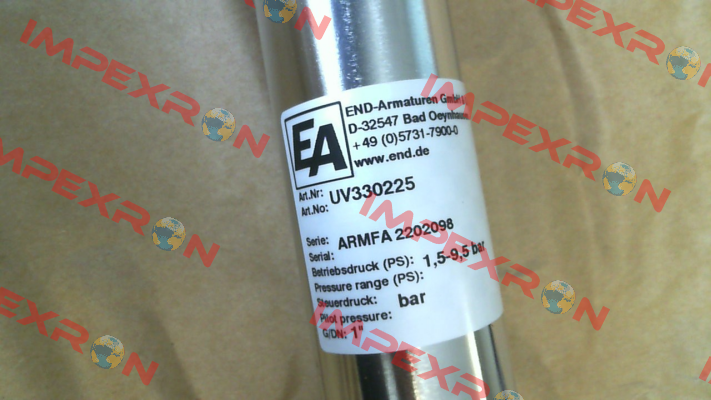 EA
END-Armaturen GmbH
D-32547 Bad Oeynhausen
+49 (0)5731-7900-0
www.end.de
Art.Nr:
Art.No: UV330225
Serie:
Serial: ARMFA 2202098
Betriebsdruck (PS):
Pressure range (PS): 1,5-9,5 bar
Steuerdruck:
Pilot pressure: bar
G/DN: 1"
IMPEXRON
IMPEXRON
IMPEXRON
IMPEXRON
IMPEXRON
IMPEXRON
IMPEXRON